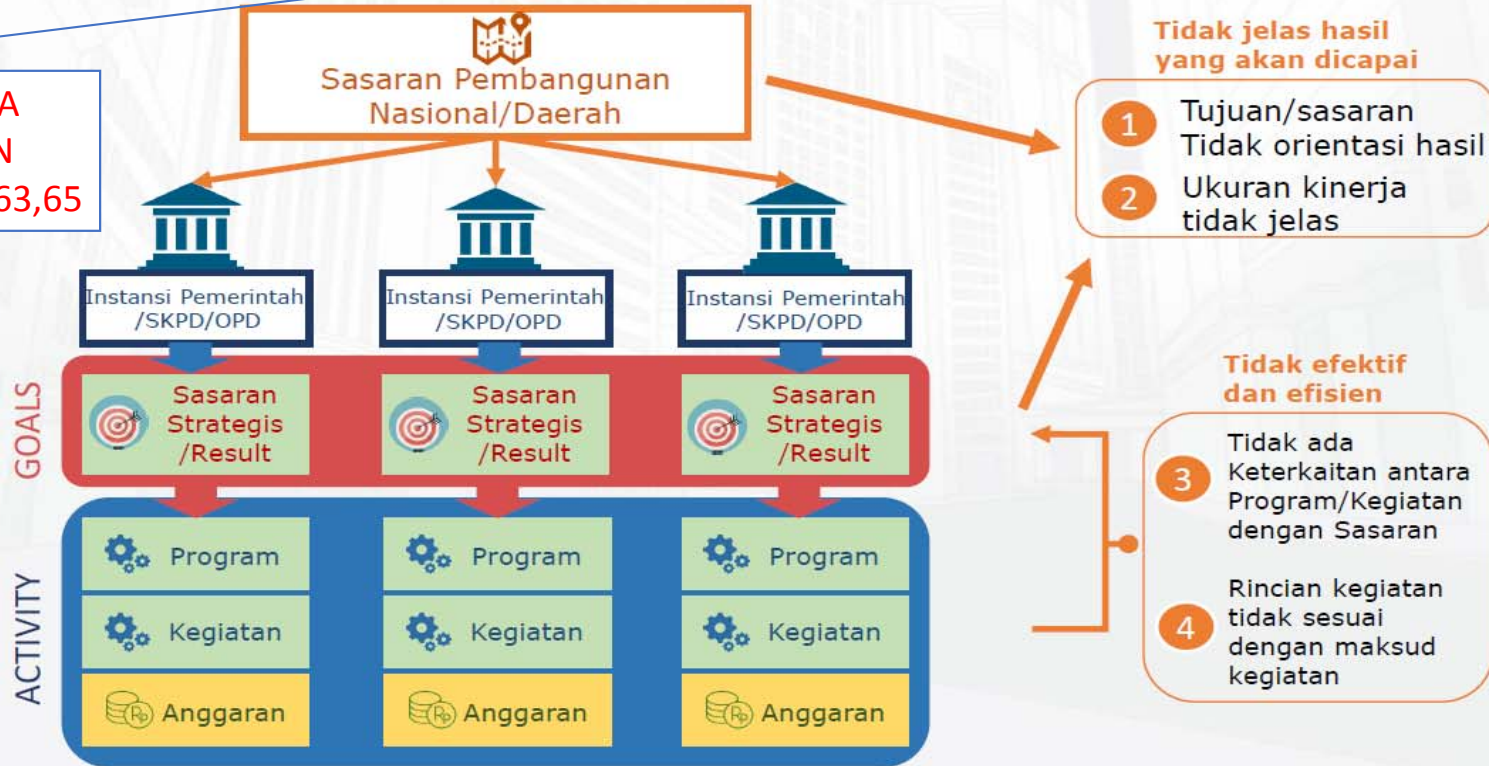 A
N
63,65
Sasaran Pembangunan
Nasional/Daerah
Tidak jelas hasil
yang akan dicapai
1
Tujuan/sasaran
Tidak orientasi hasil
2
Ukuran kinerja
tidak jelas
Instansi Pemerintah
/SKPD/OPD
Instansi Pemerintah
/SKPD/OPD
Instansi Pemerintah
/SKPD/OPD
GOALS
Sasaran
Strategis
/Result
Sasaran
Strategis
/Result
Sasaran
Strategis
/Result
Tidak efektif
dan efisien
3
Tidak ada
Keterkaitan antara
Program/Kegiatan
dengan Sasaran
4
Rincian kegiatan
tidak sesuai
dengan maksud
kegiatan
ACTIVITY
Program
Program
Program
Kegiatan
Kegiatan
Kegiatan
Rp Anggaran
Rp Anggaran
Rp Anggaran